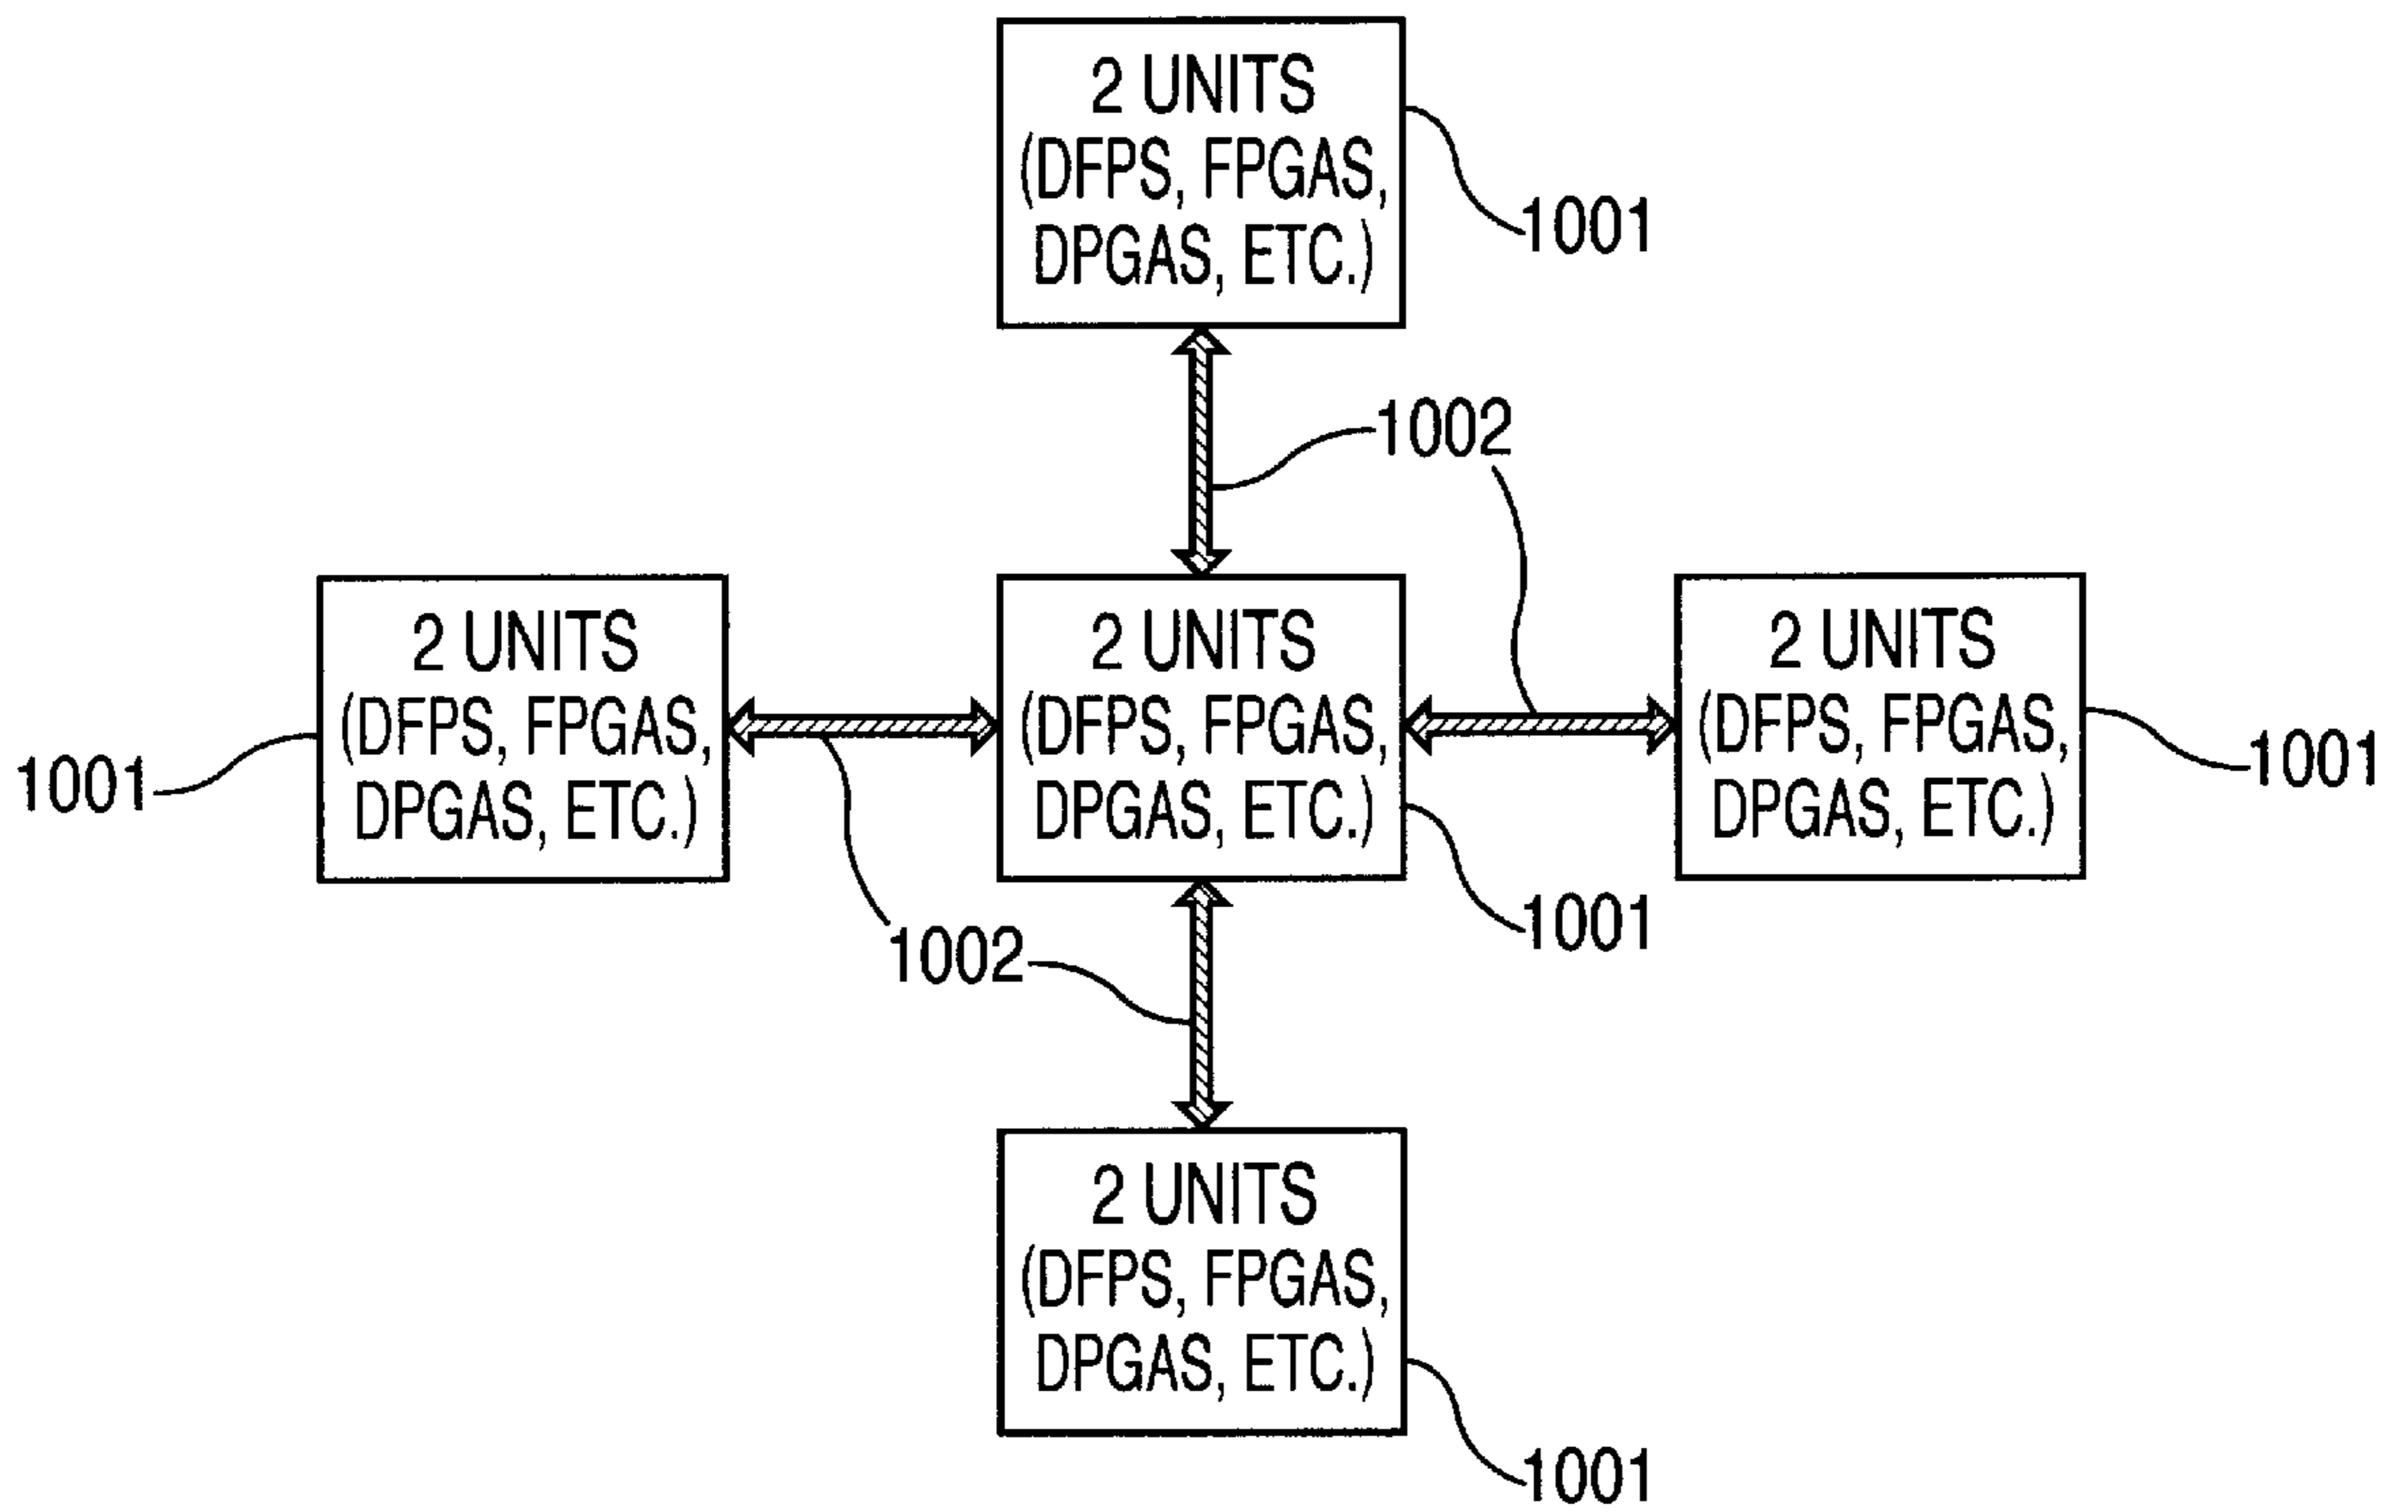 2 UNITS
(DFPS, FPGAS,
DPGAS, ETC.)
1001
1002
2 UNITS
(DFPS, FPGAS,
DPGAS, ETC.)
1001
2 UNITS
(DFPS, FPGAS,
DPGAS, ETC.)
1001
2 UNITS
(DFPS, FPGAS,
DPGAS, ETC.)
1001
1002
2 UNITS
(DFPS, FPGAS,
DPGAS, ETC.)
1001